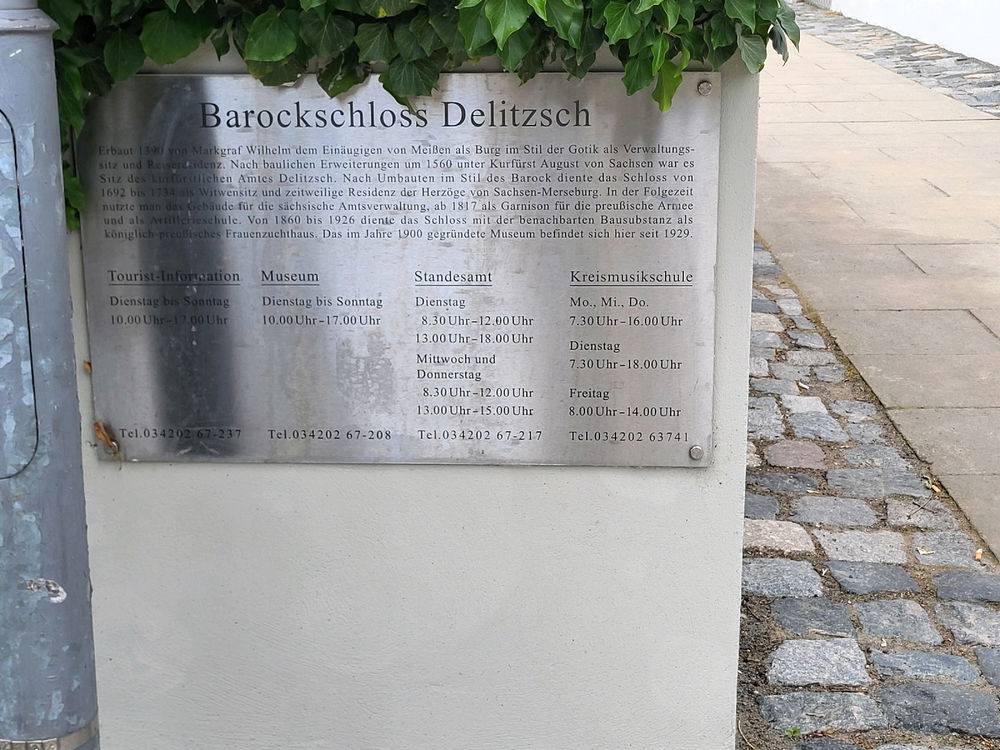 Barockschloss Delitzsch
Erbaut 1390 von Markgraf Wilhelm dem Einäugigen von Meißen als Burg im Stil der Gotik als Verwaltungs-
sitz und Reiseresidenz. Nach baulichen Erweiterungen um 1560 unter Kurfürst August von Sachsen war es
Sitz des kurfürstlichen Amtes Delitzsch. Nach Umbauten im Stil des Barock diente das Schloss von
1692 bis 1734 als Witwensitz und zeitweilige Residenz der Herzöge von Sachsen-Merseburg. In der Folgezeit
nutzte man das Gebäude für die sächsische Amtsverwaltung, ab 1817 als Garnison für die preußische Armee
und als Artillerieschule. Von 1860 bis 1926 diente das Schloss mit der benachbarten Bausubstanz als
königlich-preußisches Frauenzuchthaus. Das im Jahre 1900 gegründete Museum befindet sich hier seit 1929.
Tourist-Information
Dienstag bis Sonntag
10.00 Uhr-17.00 Uhr
Tel.034202 67-237
Museum
Dienstag bis Sonntag
10.00 Uhr-17.00 Uhr
Tel.034202 67-208
Standesamt
Dienstag
8.30 Uhr-12.00 Uhr
13.00 Uhr-18.00 Uhr
Mittwoch und
Donnerstag
8.30 Uhr-12.00 Uhr
13.00 Uhr-15.00 Uhr
Tel.034202 67-217
Kreismusikschule
Mo., Mi., Do.
7.30 Uhr-16.00 Uhr
Dienstag
7.30 Uhr-18.00 Uhr
Freitag
8.00 Uhr-14.00 Uhr
Tel.034202 63741